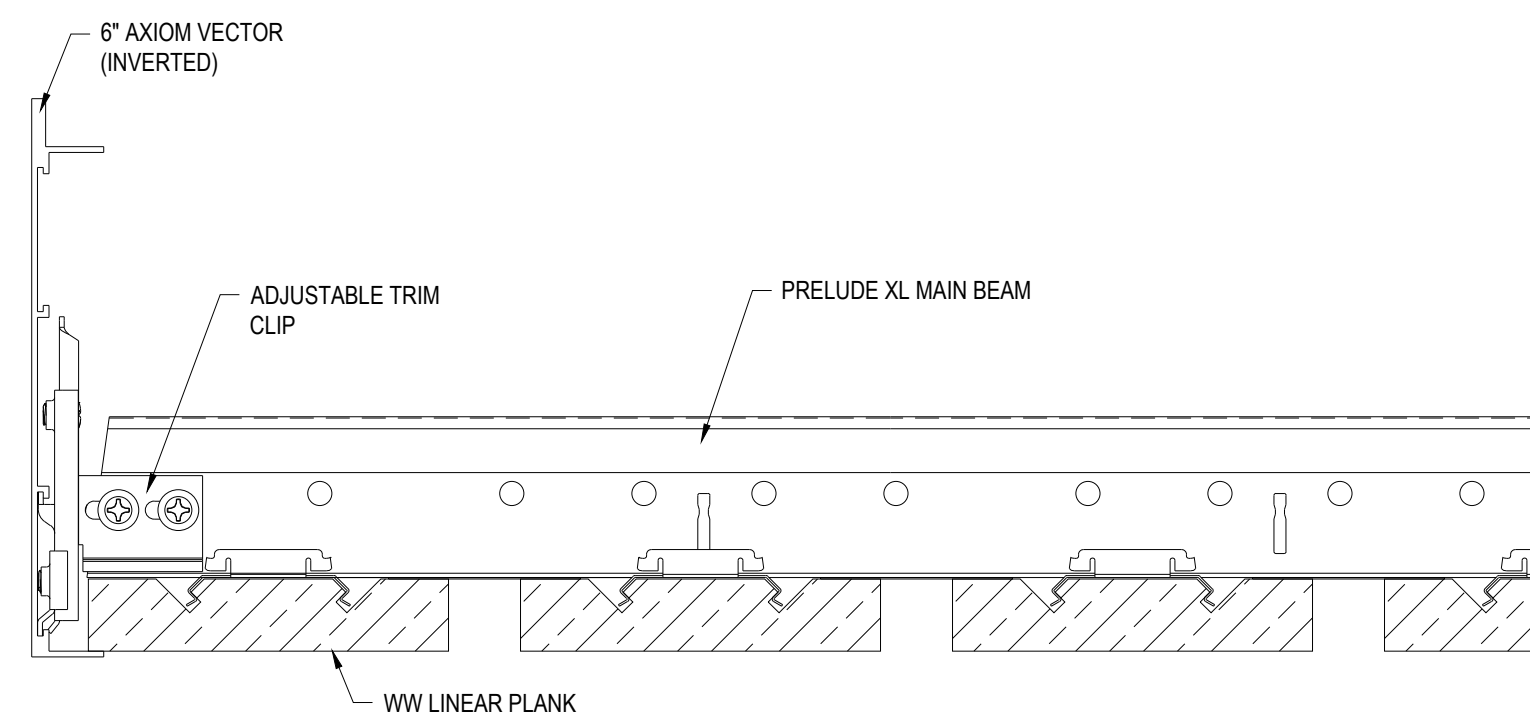 6" AXIOM VECTOR
(INVERTED)
ADJUSTABLE TRIM
CLIP
PRELUDE XL MAIN BEAM
WW LINEAR PLANK